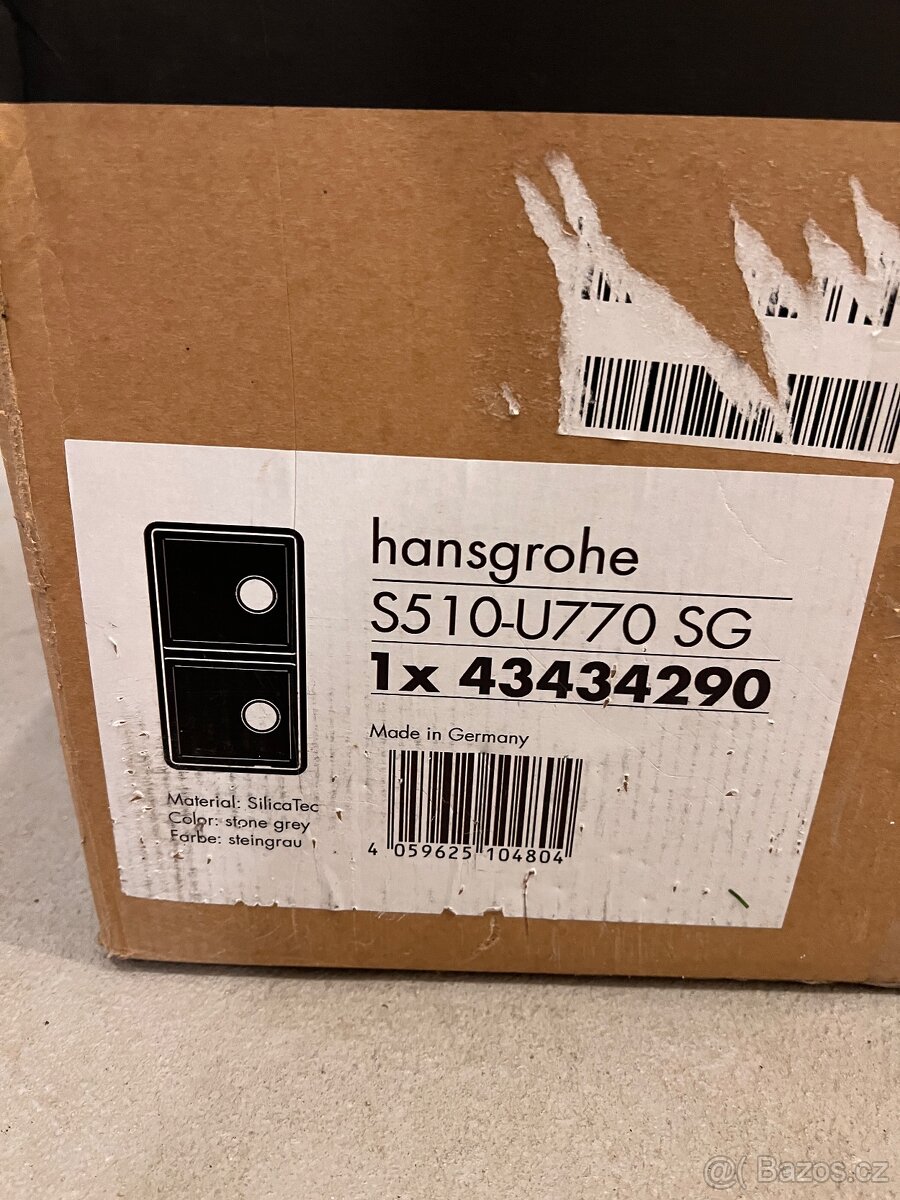 hansgrohe
S510-U770 SG
1x 43434290
Made in Germany
Material: SilicaTec
Color: stone grey
Farbe: steingrau
4 059625 104804
@( Bazos.cz